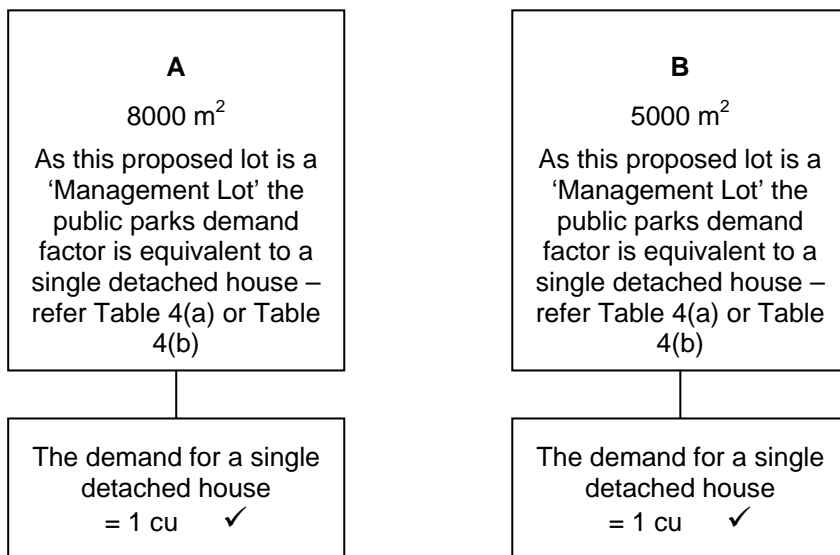 A
8000 m²
As this proposed lot is a
‘Management Lot’ the
public parks demand
factor is equivalent to a
single detached house –
refer Table 4(a) or Table
4(b)
The demand for a single
detached house
= 1 cu ✓
B
5000 m²
As this proposed lot is a
‘Management Lot’ the
public parks demand
factor is equivalent to a
single detached house –
refer Table 4(a) or Table
4(b)
The demand for a single
detached house
= 1 cu ✓